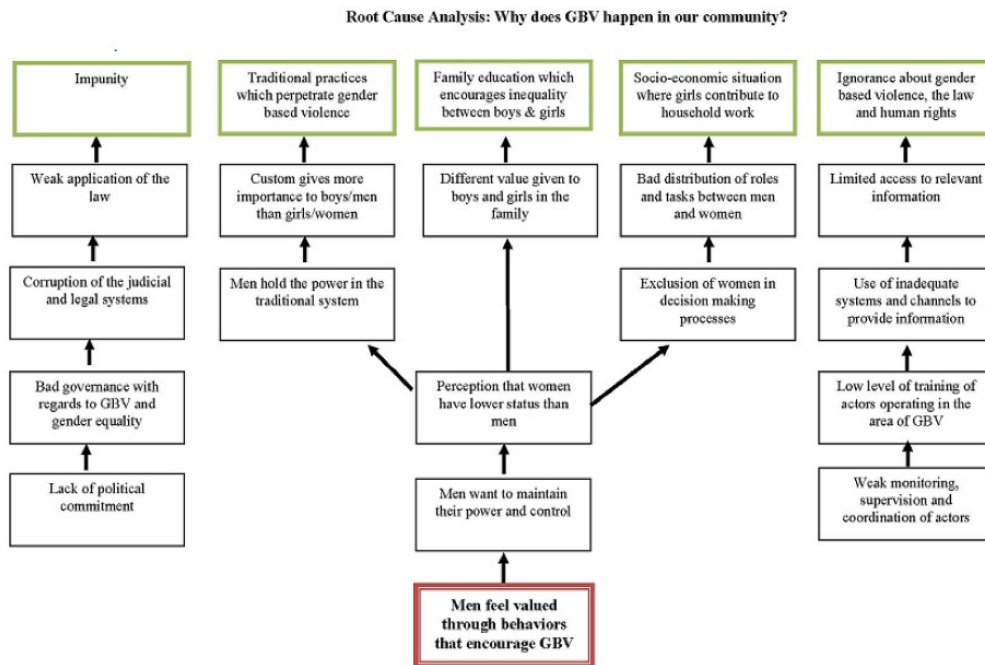 Root Cause Analysis: Why does GBV happen in our community?
Impunity
Traditional practices
which perpetrate gender
based violence
Family education which
encourages inequality
between boys & girls
Socio-economic situation
where girls contribute to
household work
Ignorance about gender
based violence, the law
and human rights
Weak application of the
law
Custom gives more
importance to boys/men
than girls/women
Different value given to
boys and girls in the
family
Bad distribution of roles
and tasks between men
and women
Limited access to relevant
information
Corruption of the judicial
and legal systems
Men hold the power in the
traditional system
Exclusion of women in
decision making
processes
Use of inadequate
systems and channels to
provide information
Bad governance with
regards to GBV and
gender equality
Perception that women
have lower status than
men
Low level of training of
actors operating in the
area of GBV
Lack of political
commitment
Men want to maintain
their power and control
Weak monitoring,
supervision and
coordination of actors
Men feel valued
through behaviors
that encourage GBV